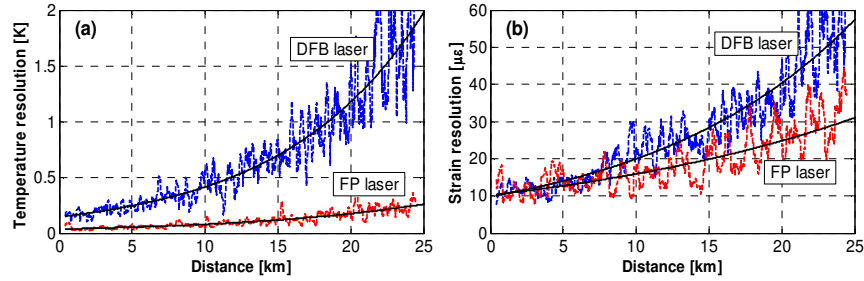 (a)
Temperature resolution [K]
2
1.5
1
0.5
0
DFB laser
FP laser
0 5 10 15 20 25
Distance [km]
(b)
Strain resolution [µε]
60
50
40
30
20
10
0
DFB laser
FP laser
0 5 10 15 20 25
Distance [km]